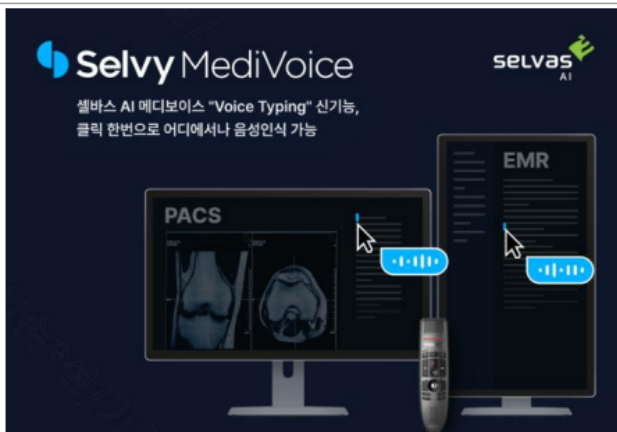 Selvy MediVoice
selvas
AI
셀바스 AI 메디보이스 "Voice Typing" 신기능,
클릭 한번으로 어디에서나 음성인식 가능
PACS
EMR